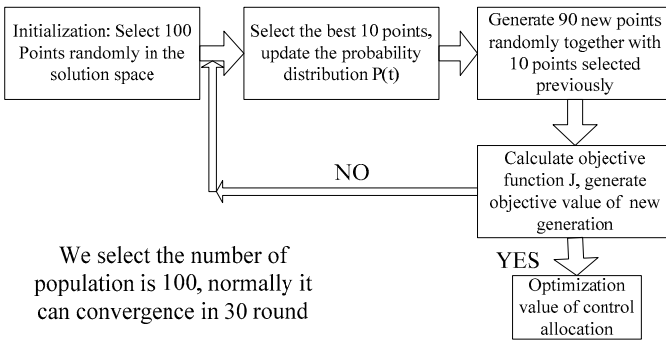 Initialization: Select 100
Points randomly in the
solution space
Select the best 10 points,
update the probability
distribution P(t)
Generate 90 new points
randomly together with
10 points selected
previously
Calculate objective
function J, generate
objective value of new
generation
NO
YES
Optimization
value of control
allocation
We select the number of
population is 100, normally it
can convergence in 30 round